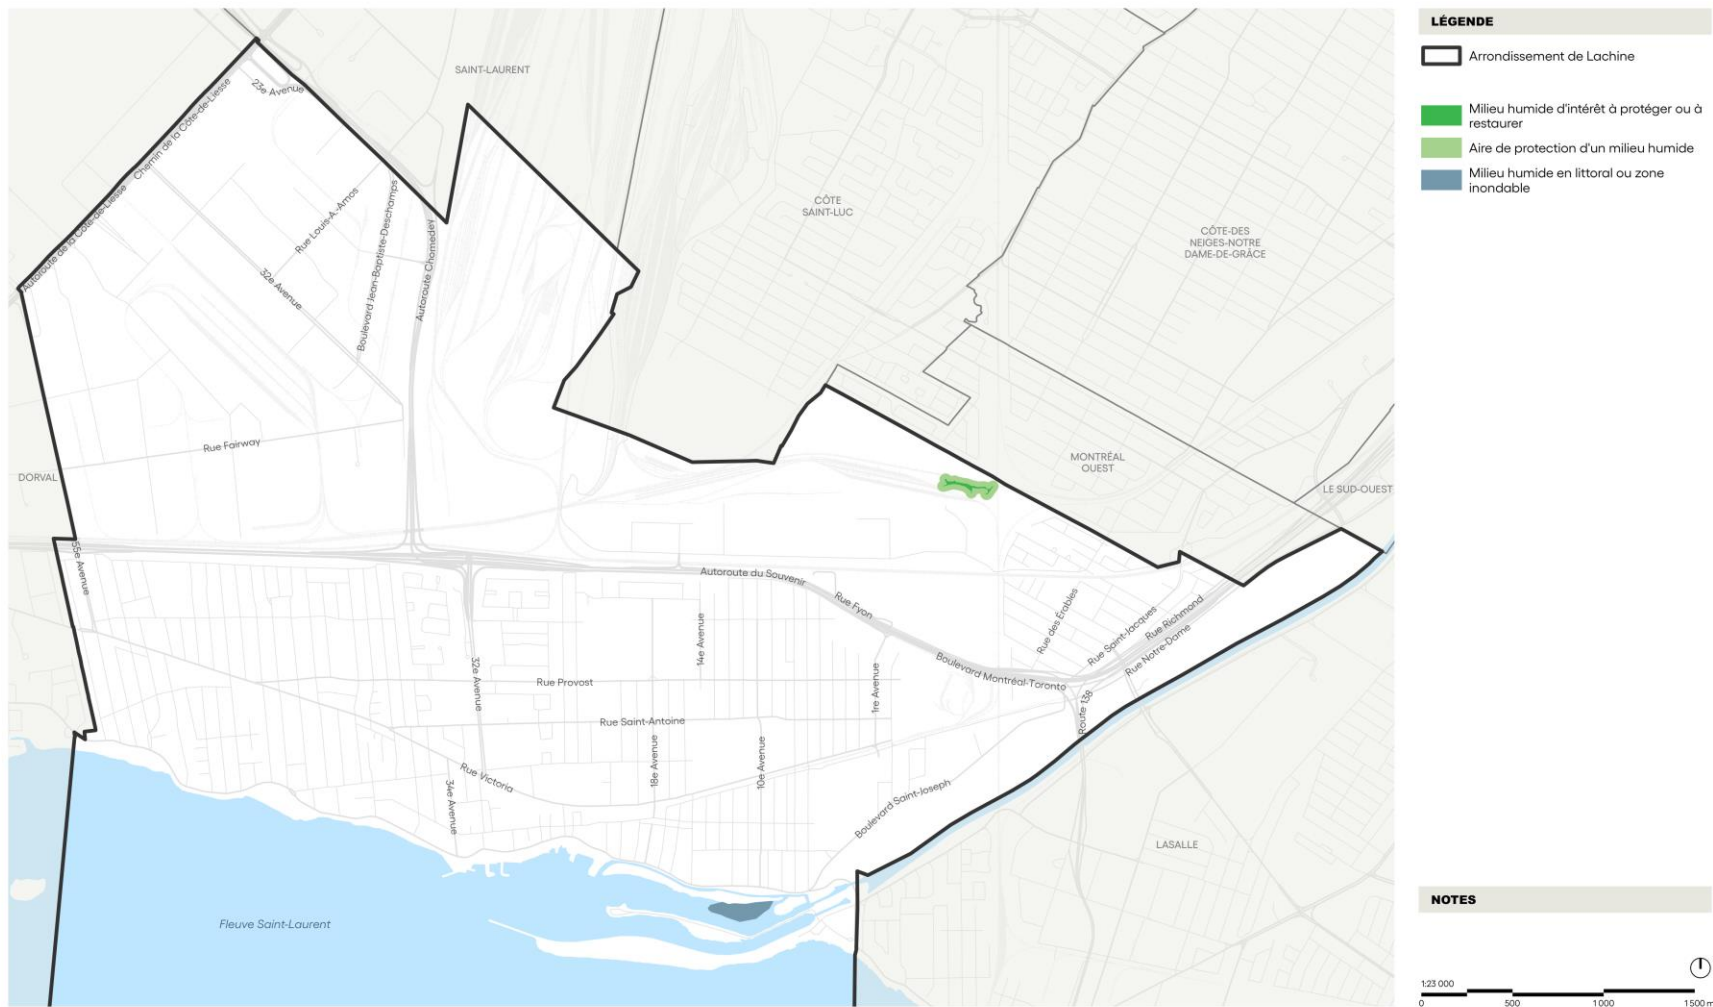 LÉGENDE
Arrondissement de Lachine
Milieu humide d'intérêt à protéger ou à
restaurer
Aire de protection d'un milieu humide
Milieu humide en littoral ou zone
inondable
SAINT-LAURENT
23e Avenue
Chemin de la Côte-de-Liesse
Autoroute de la Côte-de-Liesse
Rue Louis-A.-Amos
Boulevard Jean-Baptiste-Deschamps
Autoroute Chomedey
32e Avenue
CÔTE
SAINT-LUC
CÔTE-DES
NEIGES-NOTRE
DAME-DE-GRÂCE
Rue Fairway
DORVAL
MONTRÉAL
OUEST
LE SUD-OUEST
55e Avenue
Autoroute du Souvenir
Rue Fyon
Rue des Érables
Rue Saint-Jacques
Rue Richmond
Rue Notre-Dame
14e Avenue
Boulevard Montréal-Toronto
32e Avenue
Rue Provost
1re Avenue
Route 138
Rue Saint-Antoine
18e Avenue
10e Avenue
Rue Victoria
34e Avenue
Boulevard Saint-Joseph
LASALLE
Fleuve Saint-Laurent
NOTES
1:23 000
0 500 1 000 1 500 m